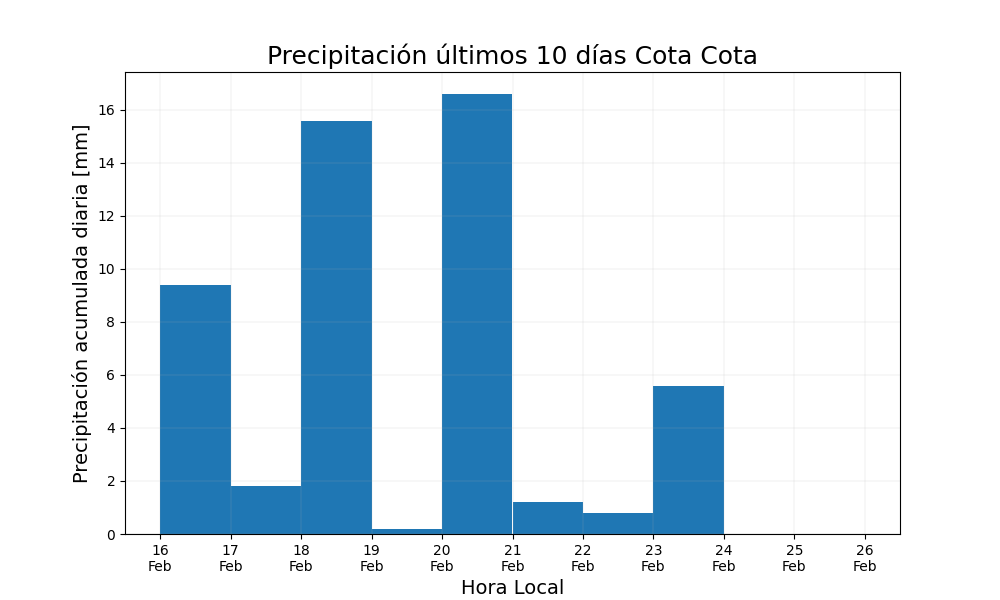 Precipitación últimos 10 días Cota Cota
Precipitación acumulada diaria [mm]
16
14
12
10
8
6
4
2
0
16 17 18 19 20 21 22 23 24 25 26
Feb Feb Feb Feb Feb Feb Feb Feb Feb Feb Feb
Hora Local